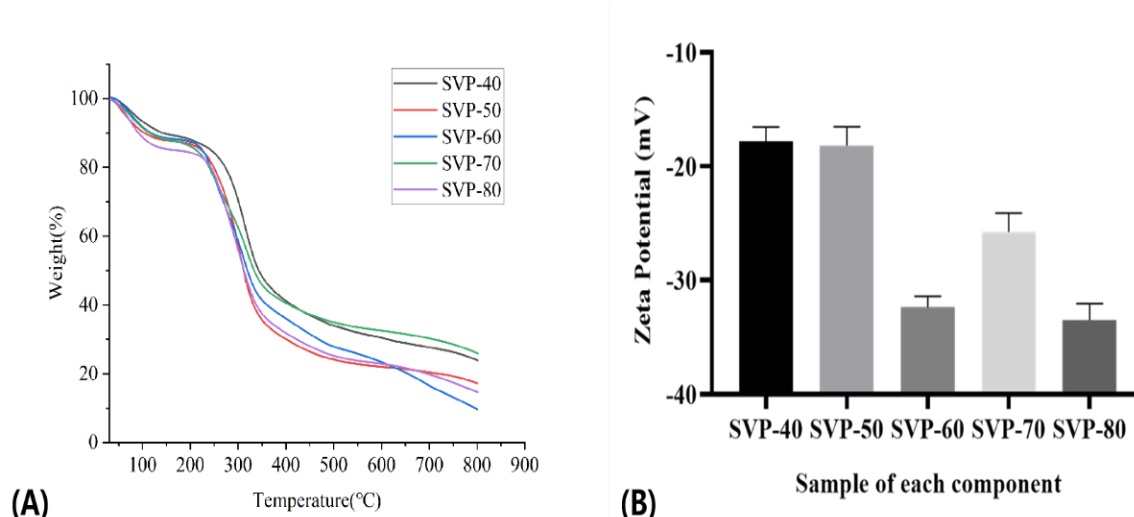 SVP-40
SVP-50
SVP-60
SVP-70
SVP-80
100
80
60
40
20
0
Weight(%)
100 200 300 400 500 600 700 800 900
Temperature(℃)
(A)
-10
-20
-30
-40
Zeta Potential (mV)
SVP-40 SVP-50 SVP-60 SVP-70 SVP-80
Sample of each component
(B)